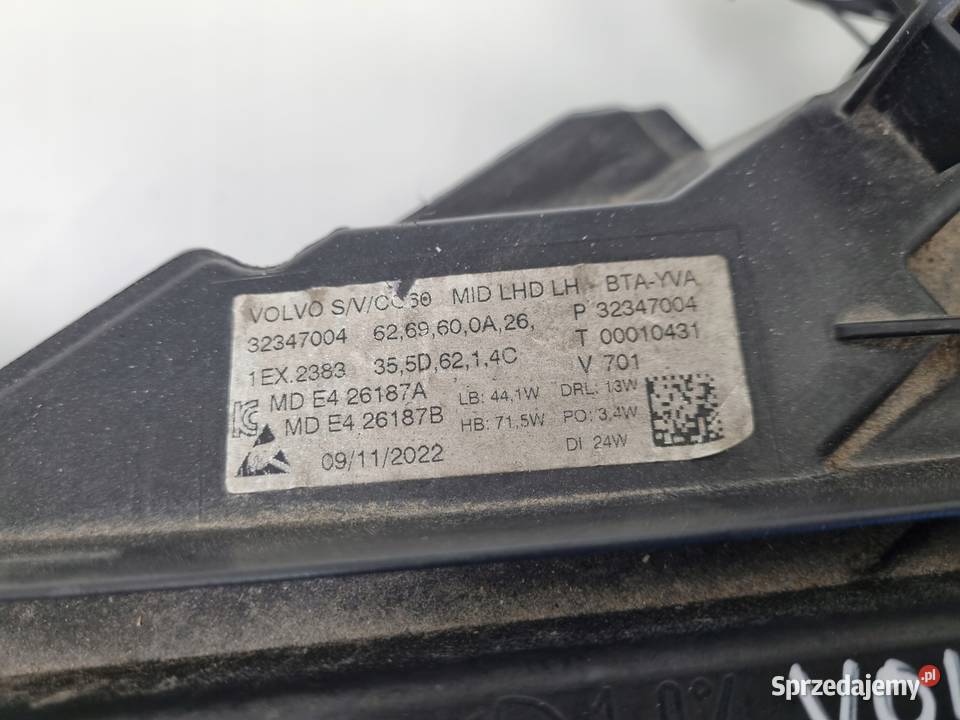 VOLVO S/V/CC60 MID LHD LH BTA-YVA
32347004 62,69,60,0A,26, P 32347004
1EX.2383 35,5D,62,1,4C T 00010431
V 701
MD E4 26187A LB: 44,1W DRL: 13W
MD E4 26187B HB: 71,5W PO: 3,4W
09/11/2022 DI 24W
Sprzedajemy.pl